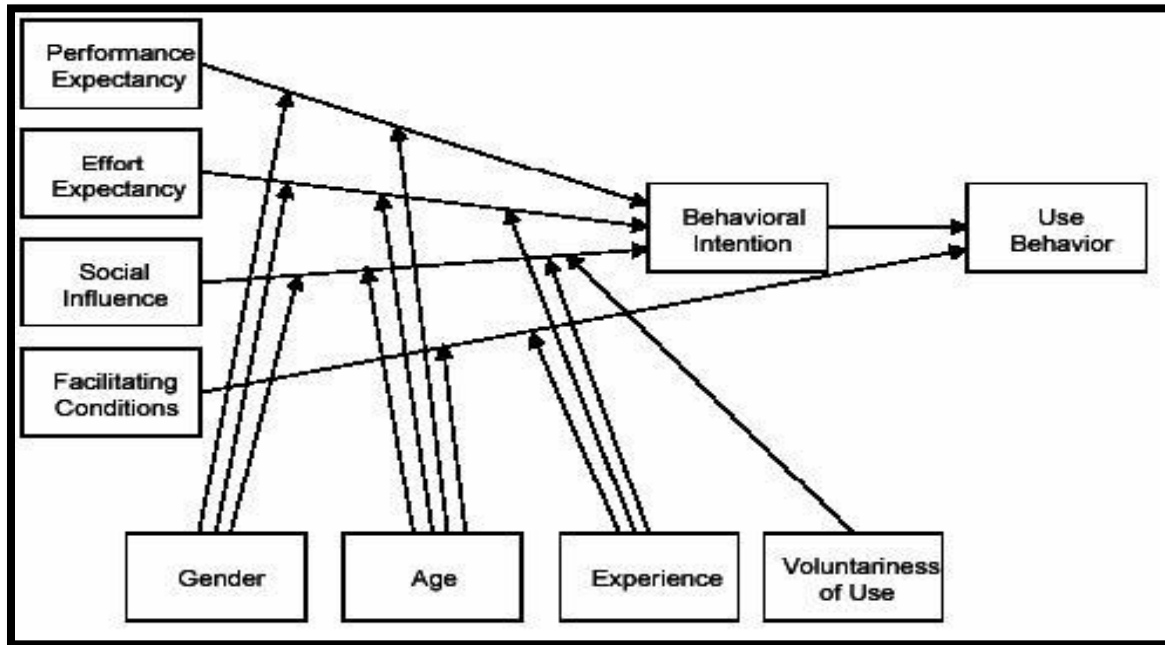 Performance
Expectancy
Effort
Expectancy
Social
Influence
Facilitating
Conditions
Behavioral
Intention
Use
Behavior
Gender
Age
Experience
Voluntariness
of Use